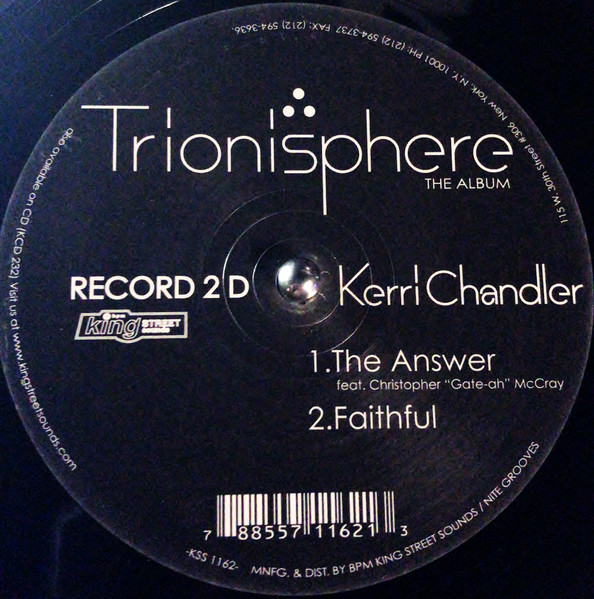 Trionisphere
THE ALBUM
RECORD 2 D
Kerri Chandler
bpm
king STREET
sounds
1.The Answer
feat. Christopher "Gate-ah" McCray
2.Faithful
7 88557 11621 3
-KSS 1162-
MNFG. & DIST. BY BPM KING STREET SOUNDS / NITE GROOVES
also available on CD (KCD 232) Visit us at www.kingstreetsounds.com
115 W. 30th Street #306 New York, N.Y. 10001 PH: (212) 594-3737 FAX: (212) 594-3636